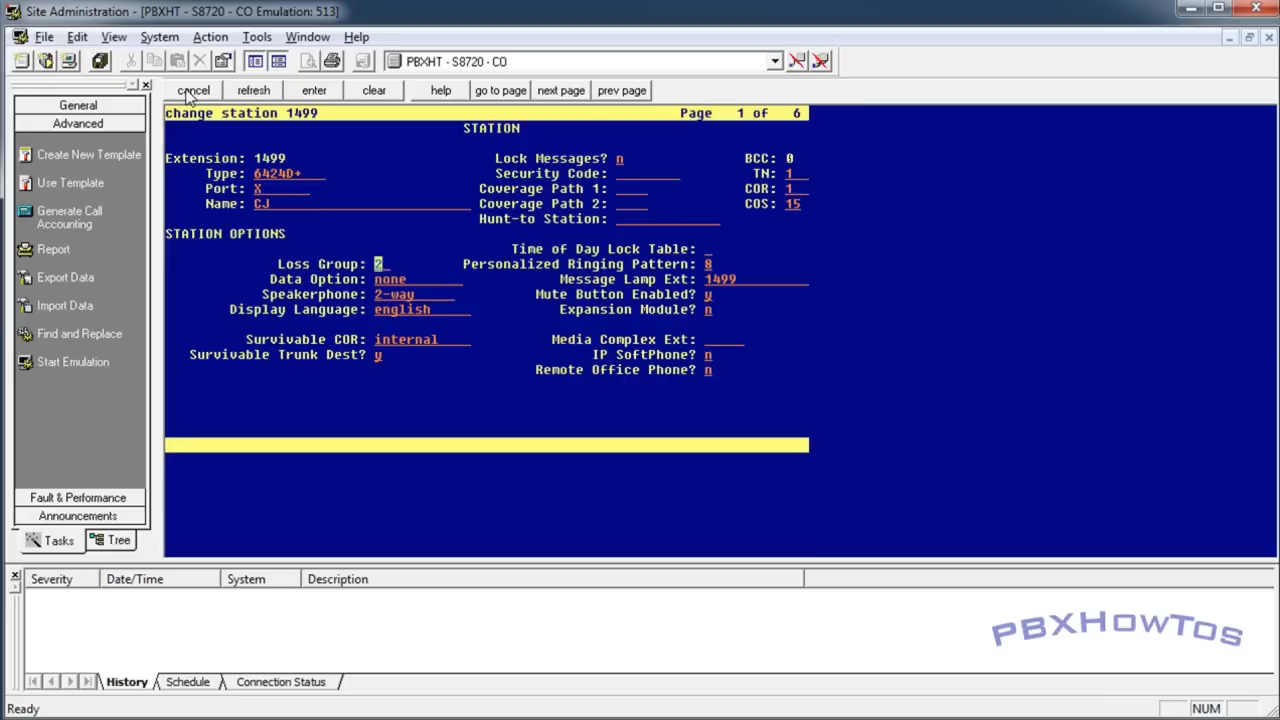 Site Administration - [PBXHT - S8720 - CO Emulation: 513]
File Edit View System Action Tools Window Help
PBXHT - S8720 - CO
General
Advanced
Create New Template
Use Template
Generate Call
Accounting
Report
Export Data
Import Data
Find and Replace
Start Emulation
Fault & Performance
Announcements
Tasks Tree
cancel refresh enter clear help go to page next page prev page
change station 1499 Page 1 of 6
STATION
Extension: 1499 Lock Messages? n BCC: 0
Type: 6424D+ Security Code: TN: 1
Port: X Coverage Path 1: COR: 1
Name: CJ Coverage Path 2: COS: 15
Hunt-to Station:
STATION OPTIONS
Time of Day Lock Table:
Loss Group: 2 Personalized Ringing Pattern: 8
Data Option: none Message Lamp Ext: 1499
Speakerphone: 2-way Mute Button Enabled? y
Display Language: english Expansion Module? n
Survivable COR: internal Media Complex Ext:
Survivable Trunk Dest? y IP SoftPhone? n
Remote Office Phone? n
Severity Date/Time System Description
PBXHowTos
History Schedule Connection Status
Ready NUM